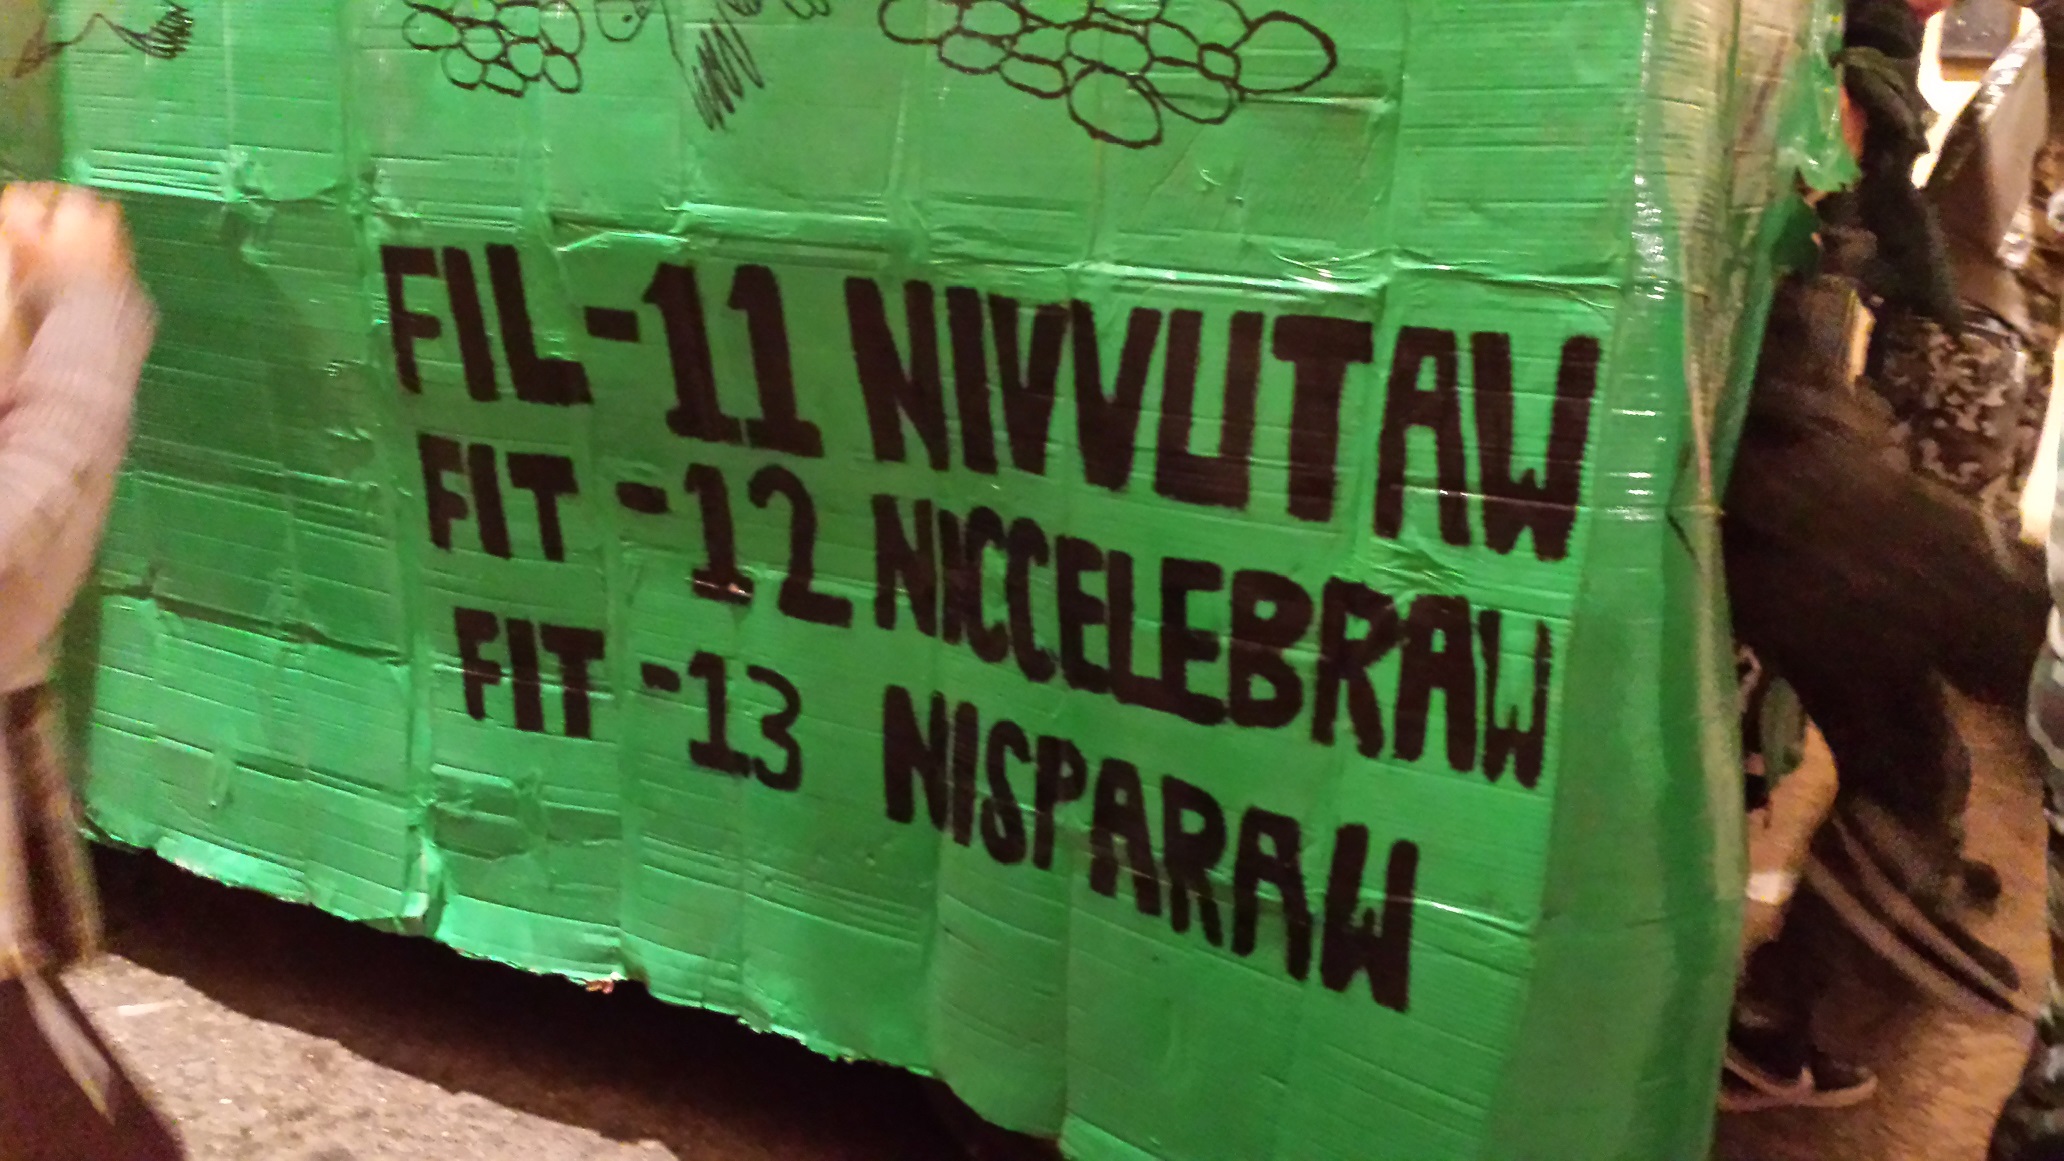 FIL-11 NIVVUTAW
FIT-12 NICCELEBRAW
FIT-13 NISPARAW